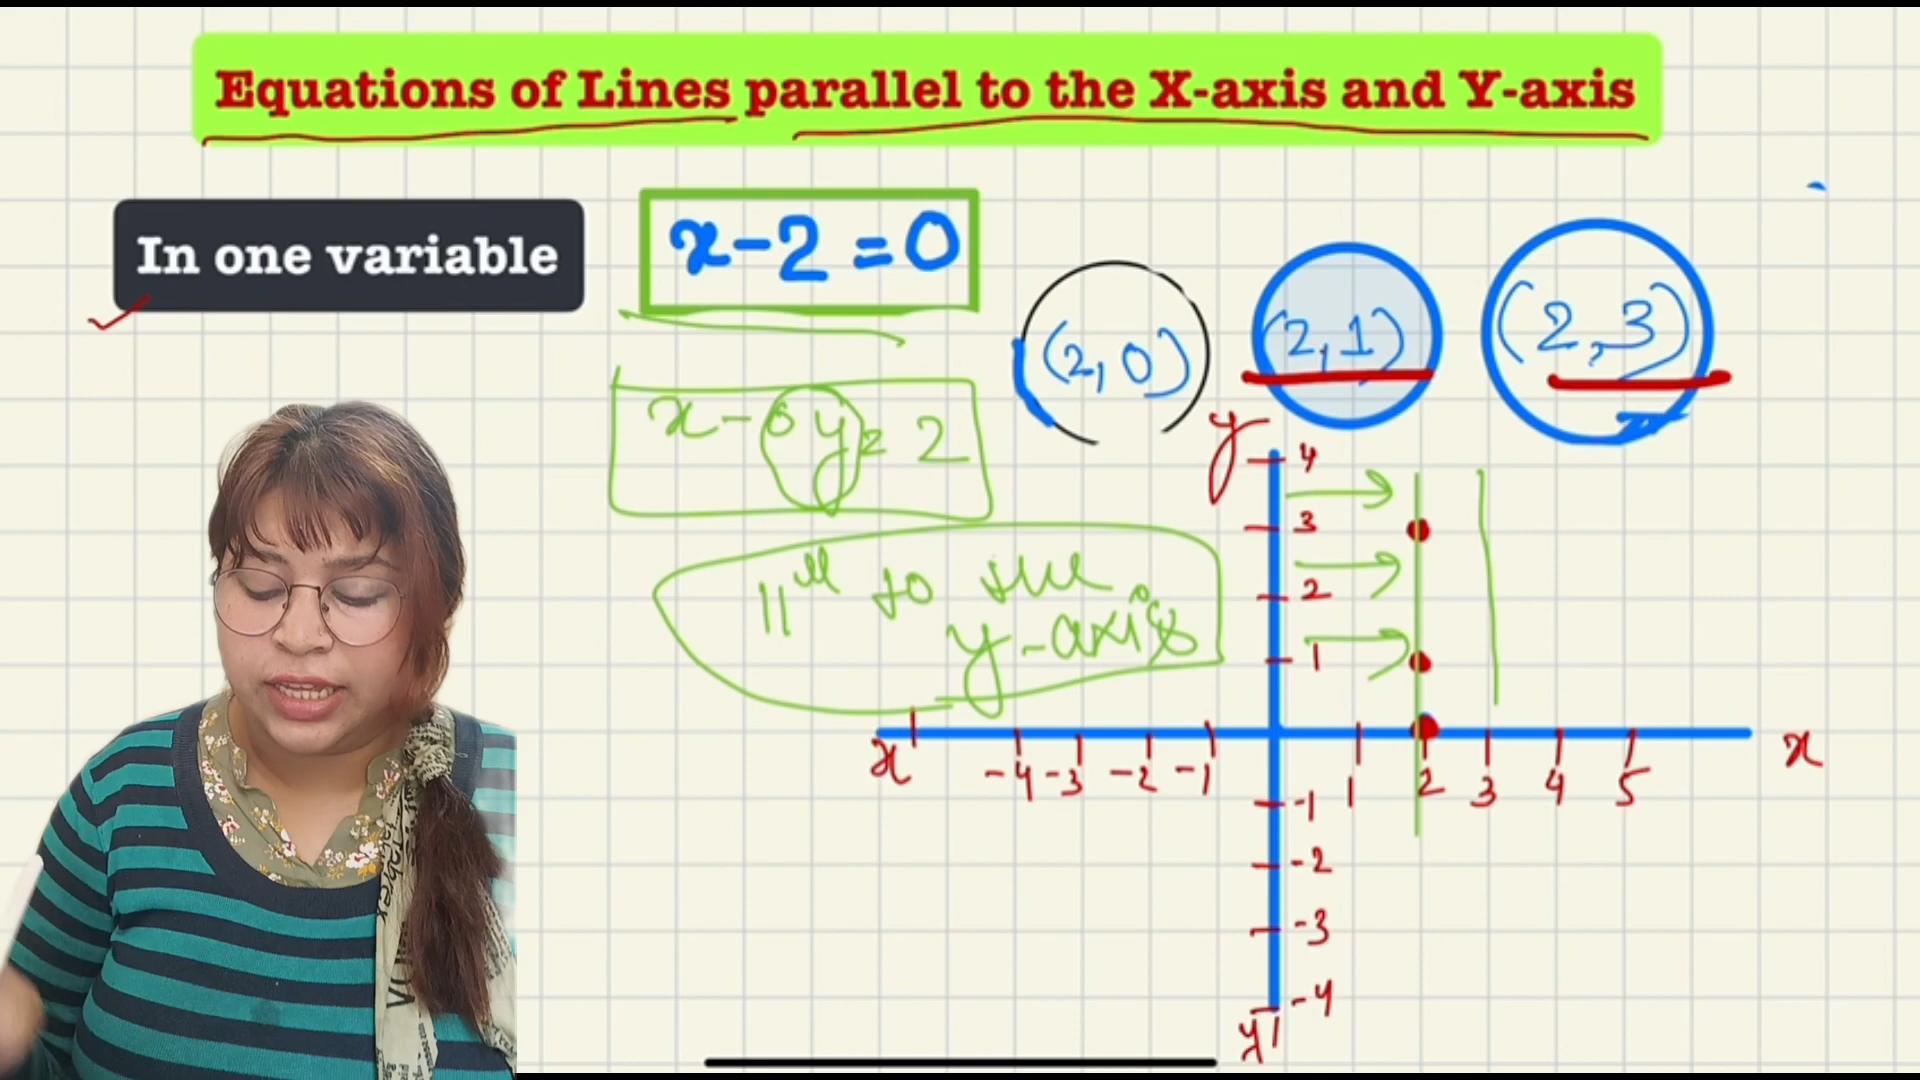 Equations of Lines parallel to the X-axis and Y-axis
In one variable
x-2=0
(2,0)
(2,1)
(2,3)
x-0y=2
11ˡˡ to the
y-axis
y
4
3
2
1
x
-4 -3 -2 -1
1 2 3 4 5
x
-1
-2
-3
-4
y'